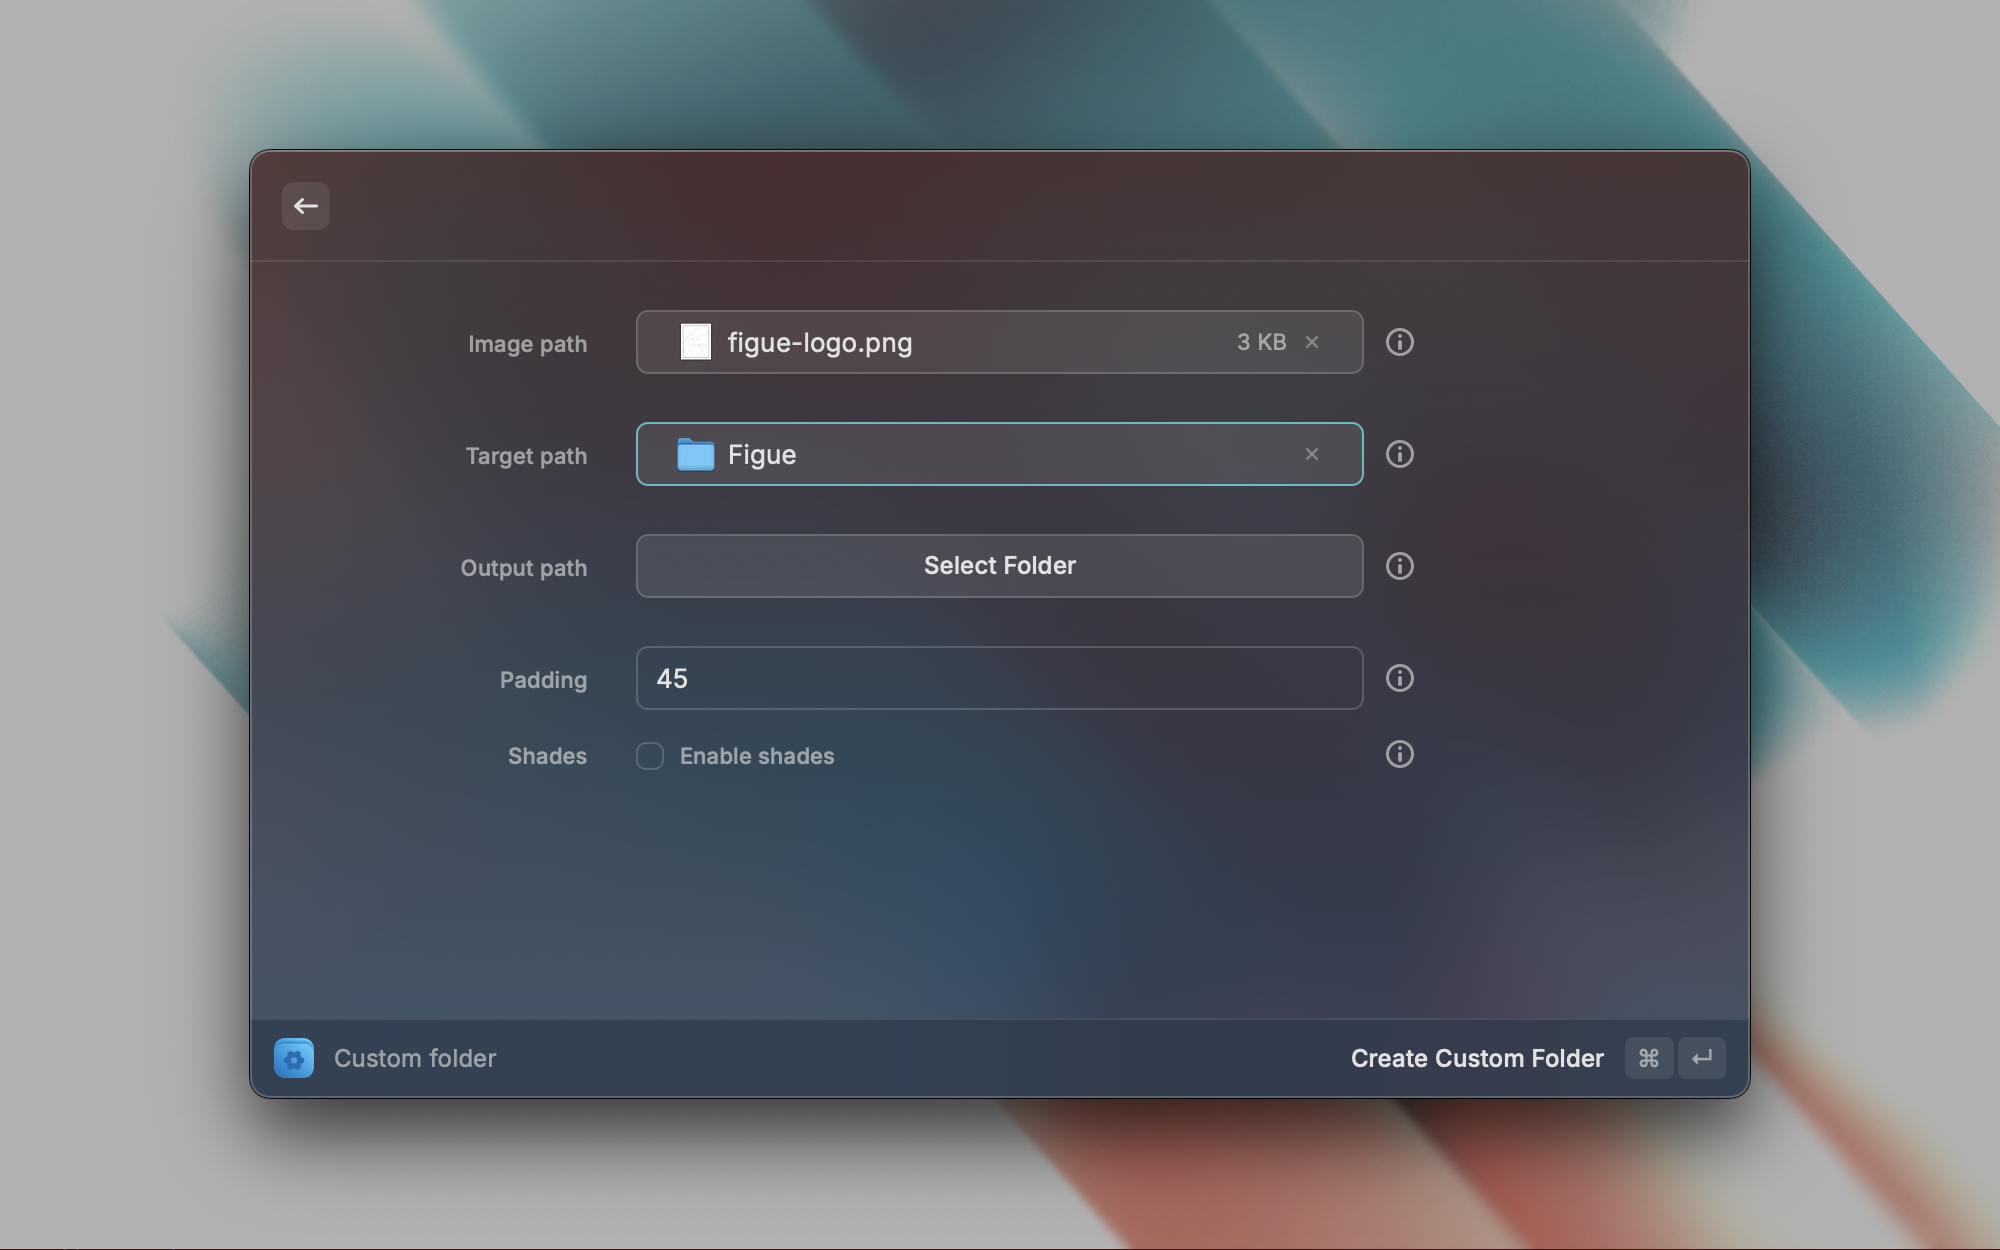 Image path
figue-logo.png
3 KB
Target path
Figue
Output path
Select Folder
Padding
45
Shades
Enable shades
Custom folder
Create Custom Folder ⌘ ↵